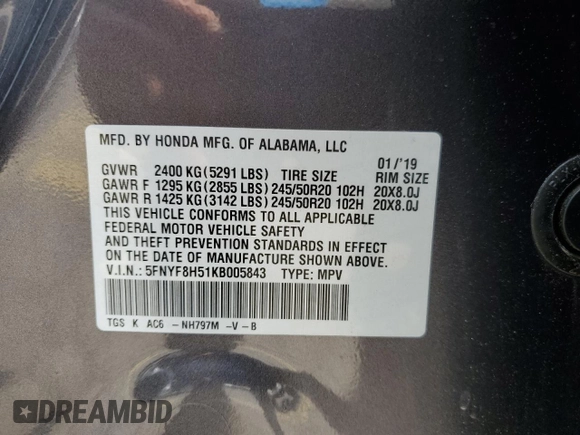 MFD. BY HONDA MFG. OF ALABAMA, LLC
GVWR 2400 KG (5291 LBS) TIRE SIZE 01/'19 RIM SIZE
GAWR F 1295 KG (2855 LBS) 245/50R20 102H 20X8.0J
GAWR R 1425 KG (3142 LBS) 245/50R20 102H 20X8.0J
THIS VEHICLE CONFORMS TO ALL APPLICABLE
FEDERAL MOTOR VEHICLE SAFETY
AND THEFT PREVENTION STANDARDS IN EFFECT
ON THE DATE OF MANUFACTURE SHOWN ABOVE.
V.I.N.: 5FNYF8H51KB005843 TYPE: MPV
TGS K AC6 -NH797M -V-B
DREAMBID